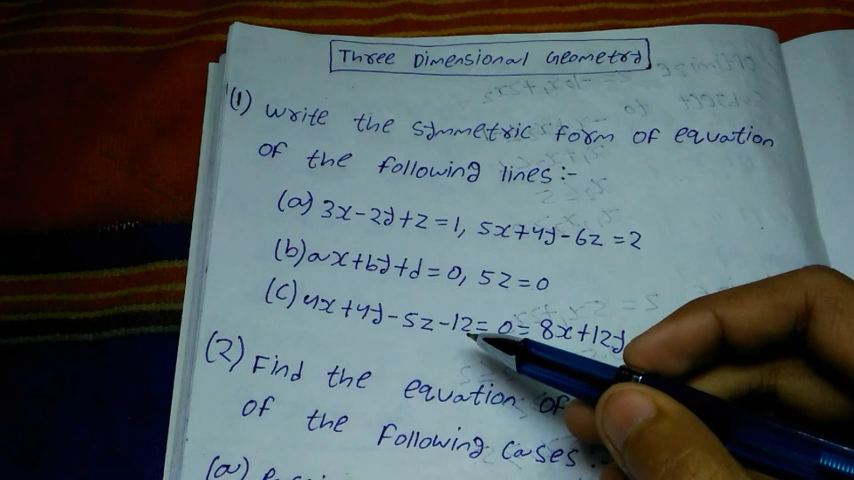 Three Dimensional Geometry
(1) Write the symmetric form of equation
of the following lines :-
(a) 3x-2y+z=1, 5x+4y-6z=2
(b) ax+by+d=0, 5z=0
(c) 4x+4y-5z-12=0=8x+12y
(2) Find the equation of
of the following cases :-
(a)